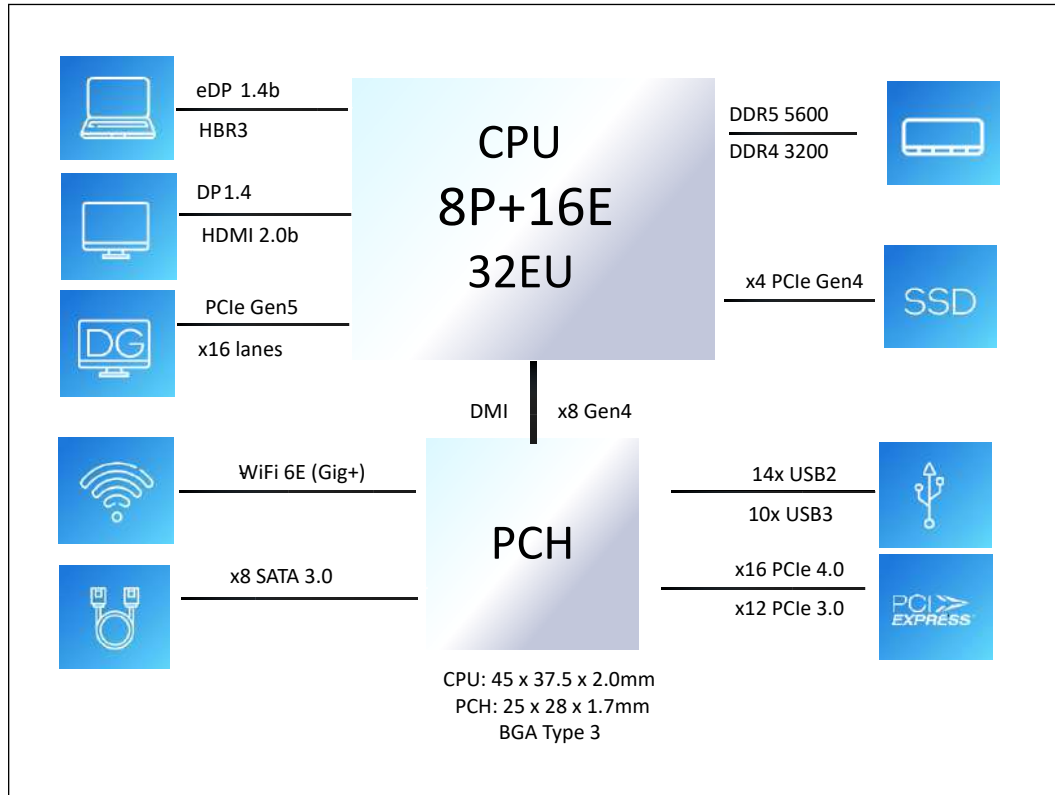 eDP 1.4b
HBR3
DP1.4
HDMI 2.0b
PCIe Gen5
x16 lanes
DG
CPU
8P+16E
32EU
DDR5 5600
DDR4 3200
x4 PCIe Gen4
SSD
DMI
x8 Gen4
WiFi 6E (Gig+)
x8 SATA 3.0
PCH
14x USB2
10x USB3
x16 PCIe 4.0
x12 PCIe 3.0
PCI
EXPRESS
CPU: 45 x 37.5 x 2.0mm
PCH: 25 x 28 x 1.7mm
BGA Type 3